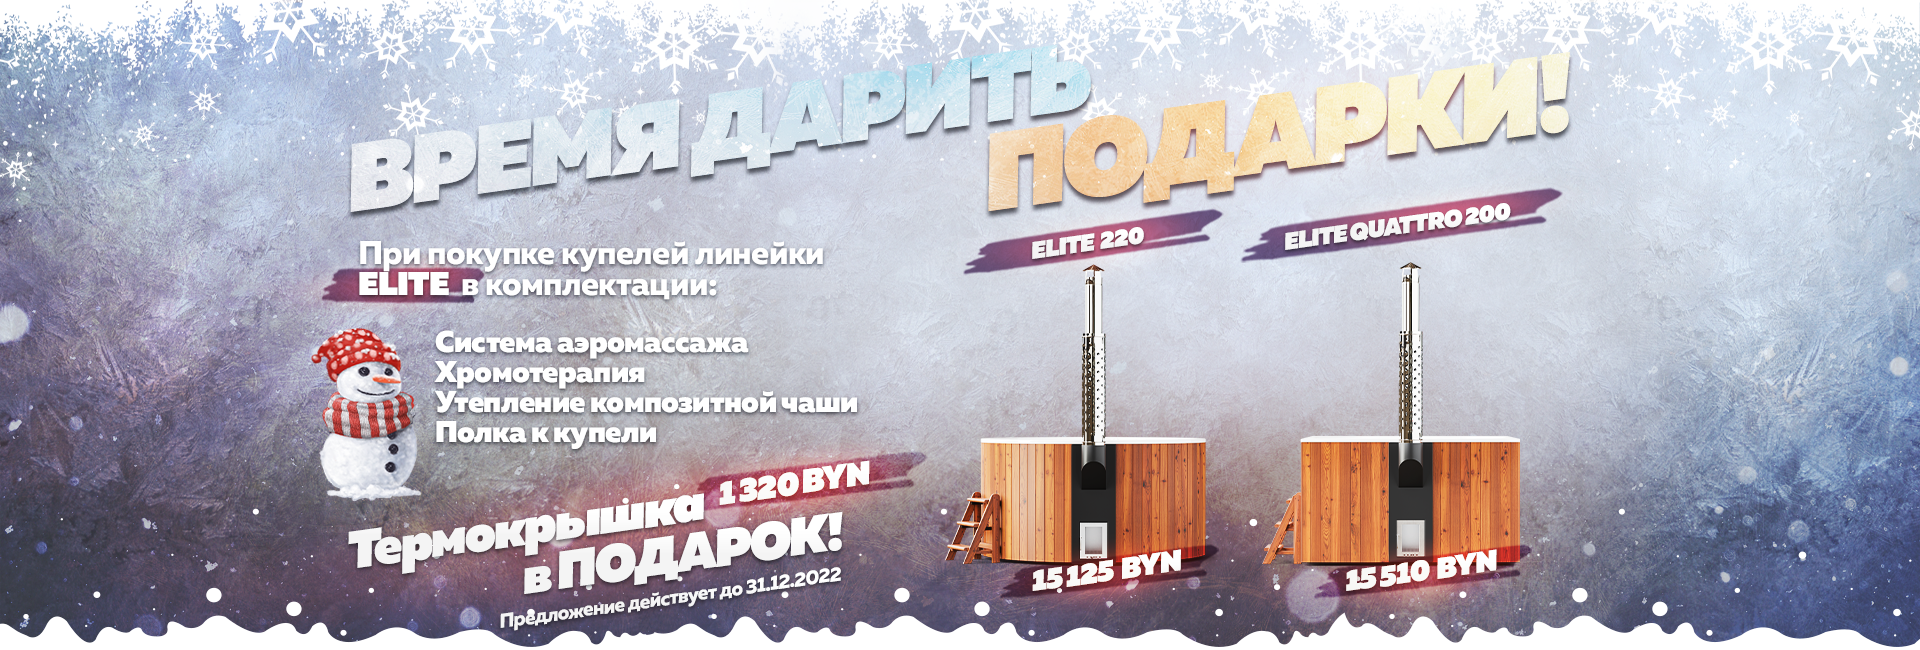 ВРЕМЯ ДАРИТЬ
ПОДАРКИ!
При покупке купелей линейки
ELITE в комплектации:
Система аэромассажа
Хромотерапия
Утепление композитной чаши
Полка к купели
Термокрышка 1 320 BYN
в ПОДАРОК!
Предложение действует до 31.12.2022
ELITE 220
15 125 BYN
ELITE QUATTRO 200
15 510 BYN